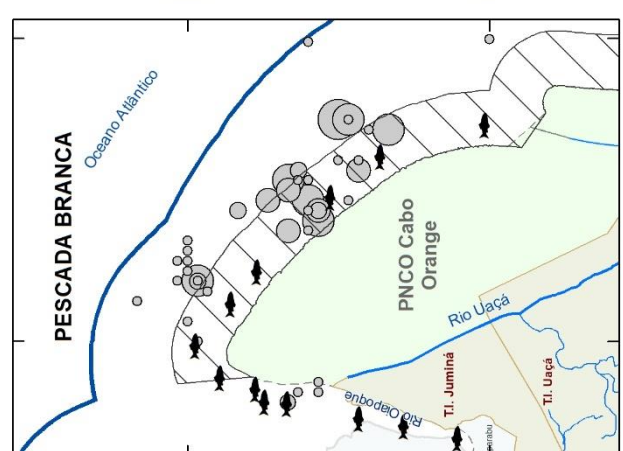 PESCADA BRANCA
Oceano Atlântico
PNCO Cabo
Orange
Rio Uaçá
T.I. Juminá
T.I. Uaçá
Rio Oiapoque